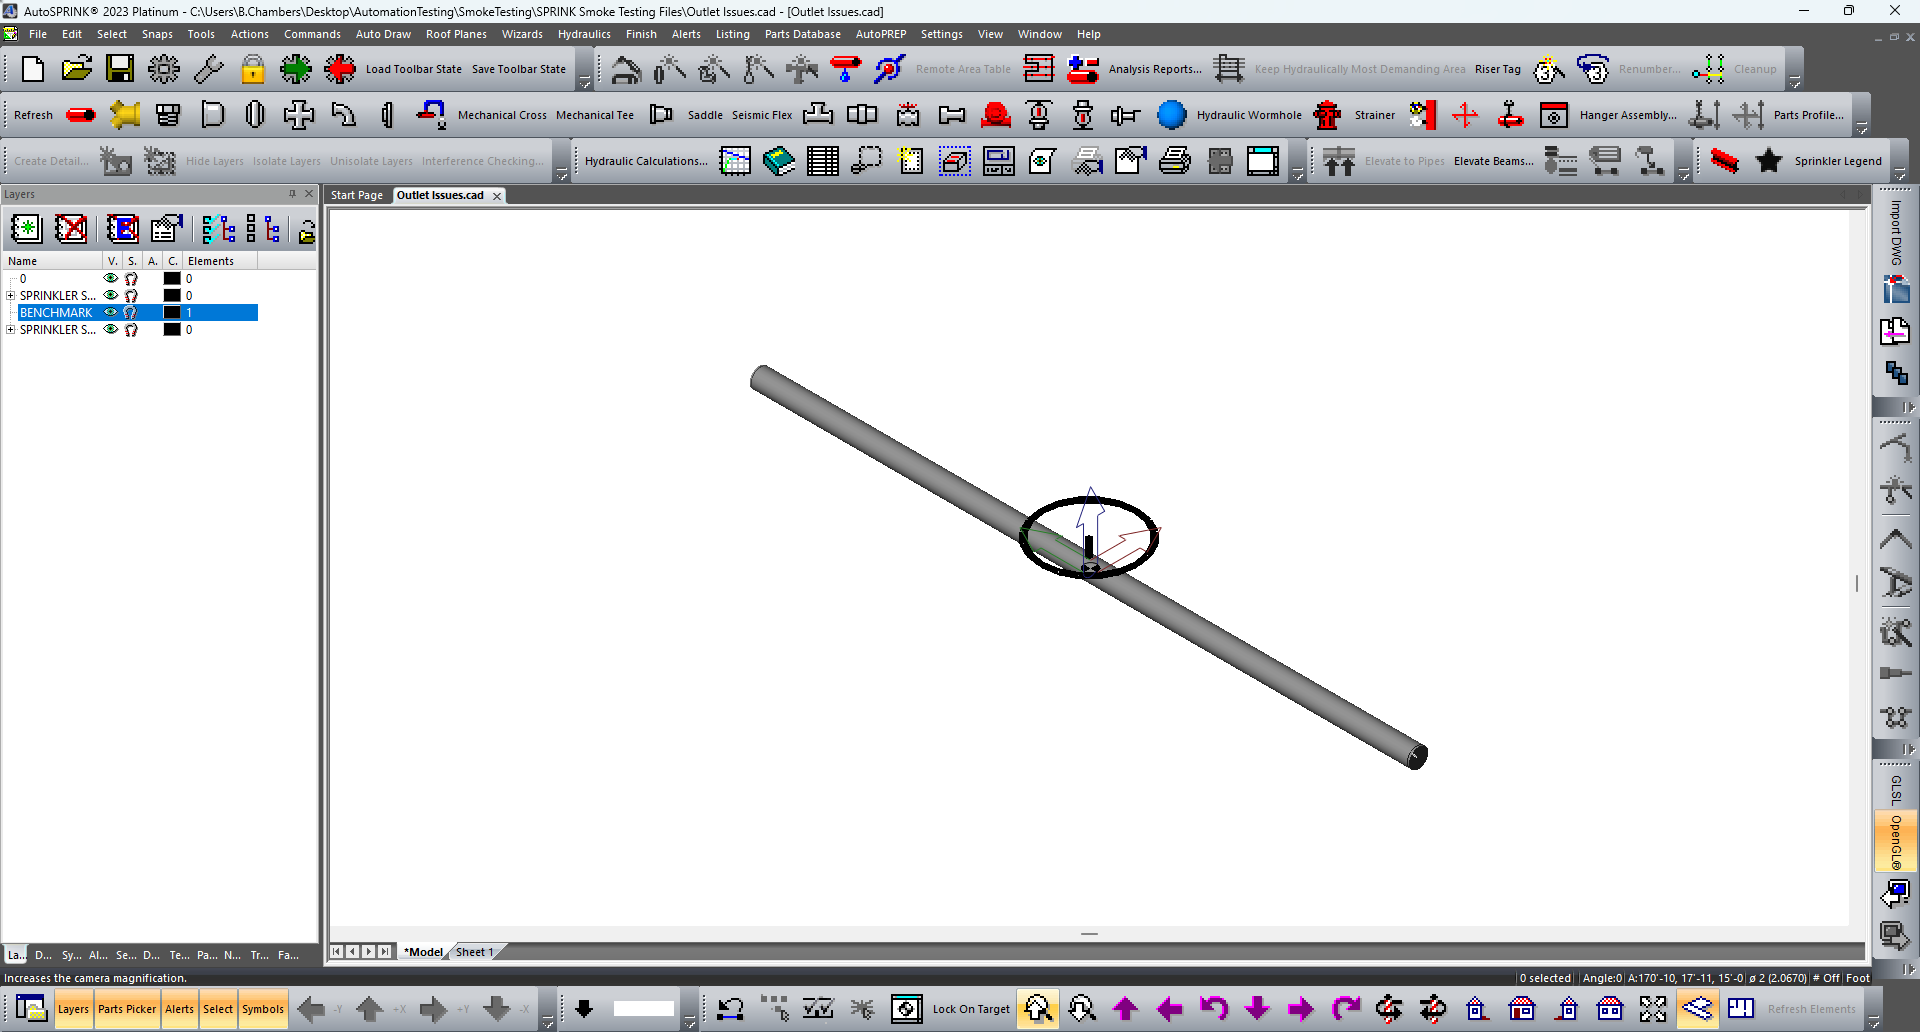 AutoSPRINK® 2023 Platinum - C:\Users\B.Chambers\Desktop\AutomationTesting\SmokeTesting\SPRINK Smoke Testing Files\Outlet Issues.cad - [Outlet Issues.cad]
File Edit Select Snaps Tools Actions Commands Auto Draw Roof Planes Wizards Hydraulics Finish Alerts Listing Parts Database AutoPREP Settings View Window Help
Load Toolbar State Save Toolbar State Remote Area Table Analysis Reports... Keep Hydraulically Most Demanding Area Riser Tag Renumber... Cleanup
Refresh Mechanical Cross Mechanical Tee Saddle Seismic Flex Hydraulic Wormhole Strainer Hanger Assembly... Parts Profile...
Create Detail... Hide Layers Isolate Layers Unisolate Layers Interference Checking... Hydraulic Calculations... Elevate to Pipes Elevate Beams... Sprinkler Legend
Layers
Start Page Outlet Issues.cad
Name V. S. A. C. Elements
0 0
SPRINKLER S... 0
BENCHMARK 1
SPRINKLER S... 0
Import DWG
GLSL
OpenGL®
La... D... Sy... Al... Se... D... Te... Pa... N... Tr... Fa...
*Model Sheet 1
Increases the camera magnification.
0 selected Angle:0 A:170'-10, 17'-11, 15'-0 ø 2 (2.0670) # Off Foot
Layers Parts Picker Alerts Select Symbols -Y +X +Y -X Lock On Target Refresh Elements